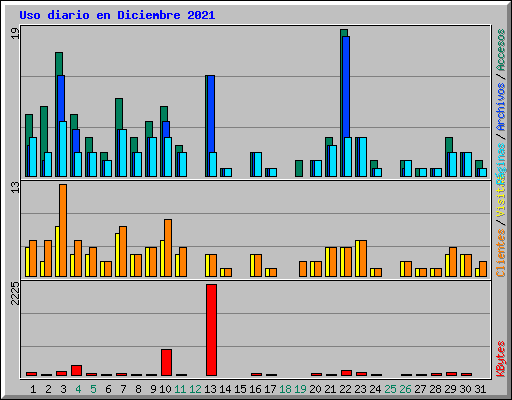 Uso diario en Diciembre 2021
19
13
2225
KBytes
Clientes / Visitas
Páginas / Archivos / Accesos
1 2 3 4 5 6 7 8 9 10 11 12 13 14 15 16 17 18 19 20 21 22 23 24 25 26 27 28 29 30 31